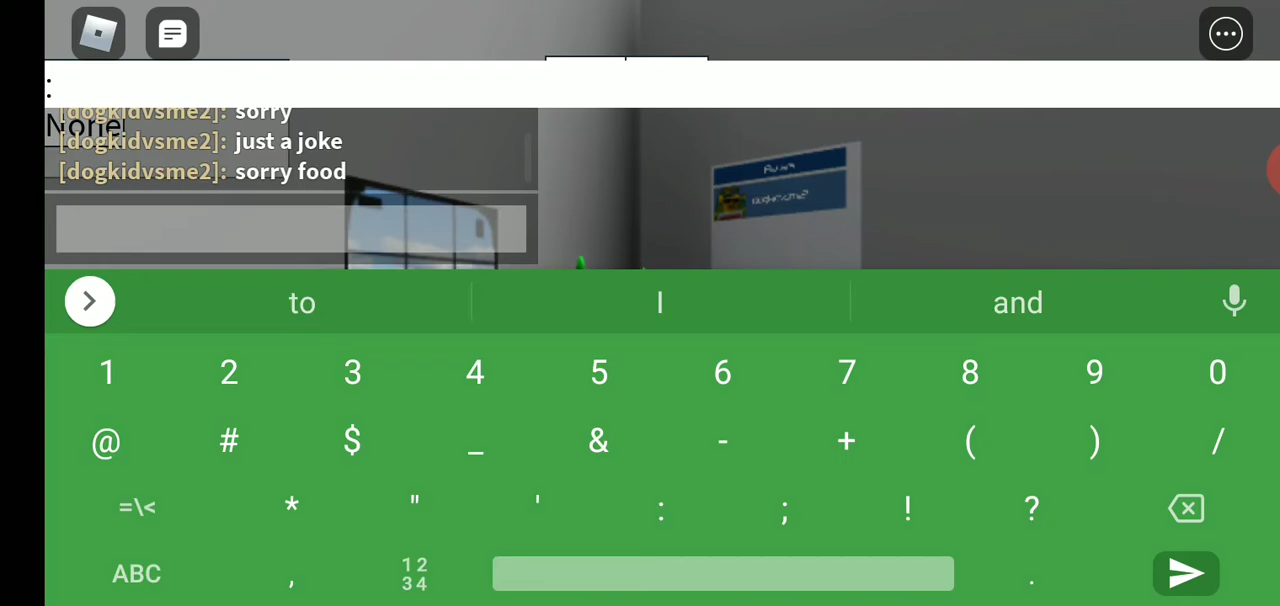 :
[dogkidvsme2]: sorry
None!
[dogkidvsme2]: just a joke
[dogkidvsme2]: sorry food
to I and
1 2 3 4 5 6 7 8 9 0
@ # $ _ & - + ( ) /
=\< * " ' : ; ! ?
ABC , 1 2 3 4 .